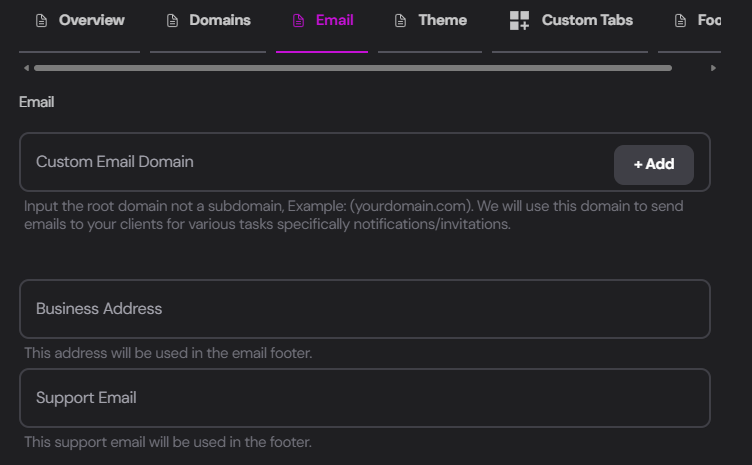 Overview Domains Email Theme Custom Tabs Foo
Email
Custom Email Domain
+ Add
Input the root domain not a subdomain, Example: (yourdomain.com). We will use this domain to send
emails to your clients for various tasks specifically notifications/invitations.
Business Address
This address will be used in the email footer.
Support Email
This support email will be used in the footer.